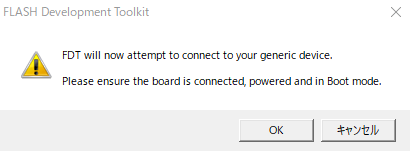 FLASH Development Toolkit
FDT will now attempt to connect to your generic device.
Please ensure the board is connected, powered and in Boot mode.
OK
キャンセル